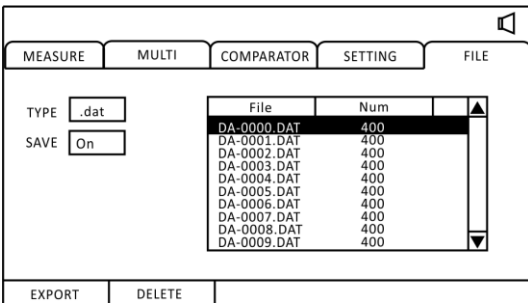 MEASURE MULTI COMPARATOR SETTING FILE
TYPE .dat
SAVE On
File Num
DA-0000.DAT 400
DA-0001.DAT 400
DA-0002.DAT 400
DA-0003.DAT 400
DA-0004.DAT 400
DA-0005.DAT 400
DA-0006.DAT 400
DA-0007.DAT 400
DA-0008.DAT 400
DA-0009.DAT 400
EXPORT DELETE